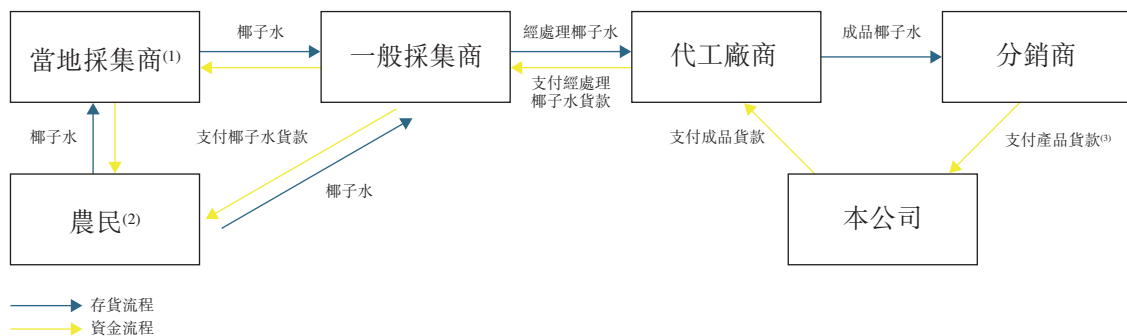 椰子水
經處理椰子水
成品椰子水
當地採集商(1)
一般採集商
代工廠商
分銷商
支付經處理
椰子水貨款
椰子水
支付椰子水貨款
支付成品貨款
支付產品貨款(3)
椰子水
農民(2)
本公司
存貨流程
資金流程